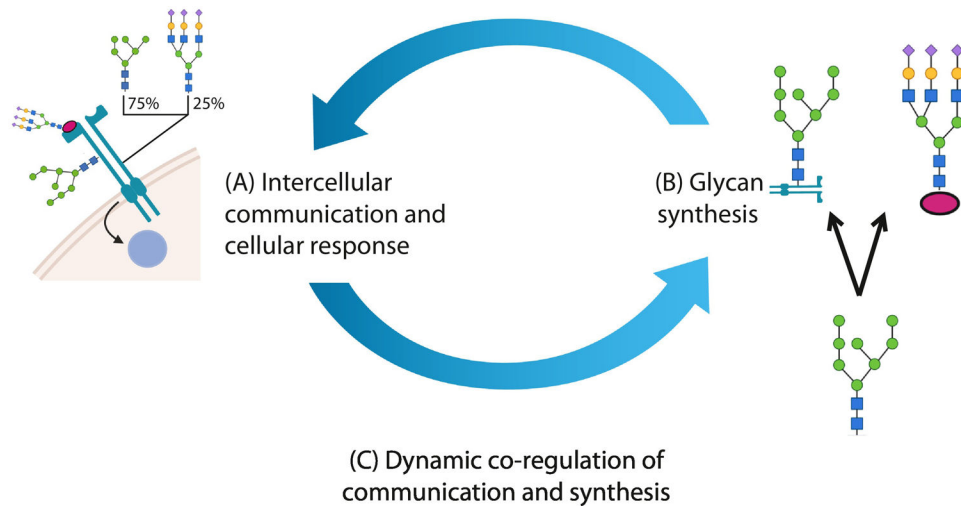 75%
25%
(A) Intercellular
communication and
cellular response
(B) Glycan
synthesis
(C) Dynamic co-regulation of
communication and synthesis